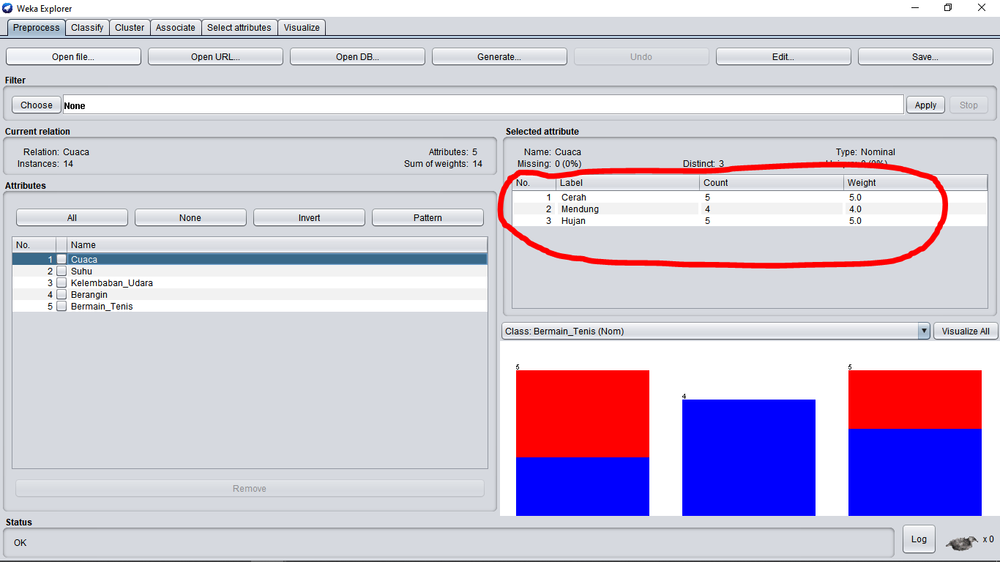 Weka Explorer
Preprocess Classify Cluster Associate Select attributes Visualize
Open file... Open URL... Open DB... Generate... Undo Edit... Save...
Filter
Choose None Apply Stop
Current relation
Relation: Cuaca Attributes: 5
Instances: 14 Sum of weights: 14
Attributes
All None Invert Pattern
No. Name
1 Cuaca
2 Suhu
3 Kelembaban_Udara
4 Berangin
5 Bermain_Tenis
Remove
Selected attribute
Name: Cuaca Type: Nominal
Missing: 0 (0%) Distinct: 3 0 (0%)
No. Label Count Weight
1 Cerah 5 5.0
2 Mendung 4 4.0
3 Hujan 5 5.0
Class: Bermain_Tenis (Nom) Visualize All
5 4 5
Status
OK Log x 0